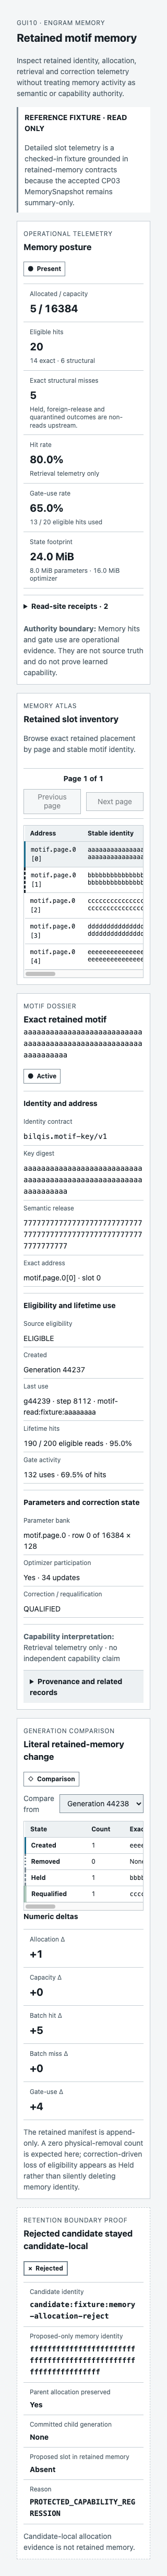 GUI10 · ENGRAM MEMORY
Retained motif memory
Inspect retained identity, allocation,
retrieval and correction telemetry
without treating memory activity as
semantic or capability authority.
REFERENCE FIXTURE · READ
ONLY
Detailed slot telemetry is a
checked-in fixture grounded in
retained-memory contracts
because the accepted CP03
MemorySnapshot remains
summary-only.
OPERATIONAL TELEMETRY
Memory posture
● Present
Allocated / capacity
5 / 16384
Eligible hits
20
14 exact · 6 structural
Exact structural misses
5
Held, foreign-release and
quarantined outcomes are non-
reads upstream.
Hit rate
80.0%
Retrieval telemetry only
Gate-use rate
65.0%
13 / 20 eligible hits used
State footprint
24.0 MiB
8.0 MiB parameters · 16.0 MiB
optimizer
▶ Read-site receipts · 2
Authority boundary: Memory hits
and gate use are operational
evidence. They are not source truth
and do not prove learned
capability.
MEMORY ATLAS
Retained slot inventory
Browse exact retained placement
by page and stable motif identity.
Page 1 of 1
Previous
page
Next page
Address Stable identity
motif.page.0
[0]
motif.page.0
[1]
motif.page.0
[2]
motif.page.0
[3]
motif.page.0
[4]
MOTIF DOSSIER
Exact retained motif
● Active
Identity and address
Identity contract
bilqis.motif-key/v1
Key digest
Semantic release
Exact address
motif.page.0[0] · slot 0
Eligibility and lifetime use
Source eligibility
ELIGIBLE
Created
Generation 44237
Last use
g44239 · step 8112 · motif-
read:fixture:aaaaaaaa
Lifetime hits
190 / 200 eligible reads · 95.0%
Gate activity
132 uses · 69.5% of hits
Parameters and correction state
Parameter bank
motif.page.0 · row 0 of 16384 ×
128
Optimizer participation
Yes · 34 updates
Correction / requalification
QUALIFIED
Capability interpretation:
Retrieval telemetry only · no
independent capability claim
▶ Provenance and related
records
GENERATION COMPARISON
Literal retained-memory
change
◇ Comparison
Compare
from
Generation 44238
State Count Exac
Created 1 eeee
Removed 0 None
Held 1 bbbb
Requalified 1 cccc
Numeric deltas
Allocation Δ
+1
Capacity Δ
+0
Batch hit Δ
+5
Batch miss Δ
+0
Gate-use Δ
+4
The retained manifest is append-
only. A zero physical-removal count
is expected here; correction-driven
loss of eligibility appears as Held
rather than silently deleting
memory identity.
RETENTION BOUNDARY PROOF
Rejected candidate stayed
candidate-local
× Rejected
Candidate identity
candidate:fixture:memory
-allocation-reject
Proposed-only memory identity
Parent allocation preserved
Yes
Committed child generation
None
Proposed slot in retained memory
Absent
Reason
PROTECTED_CAPABILITY_REG
RESSION
Candidate-local allocation
evidence is not retained memory.